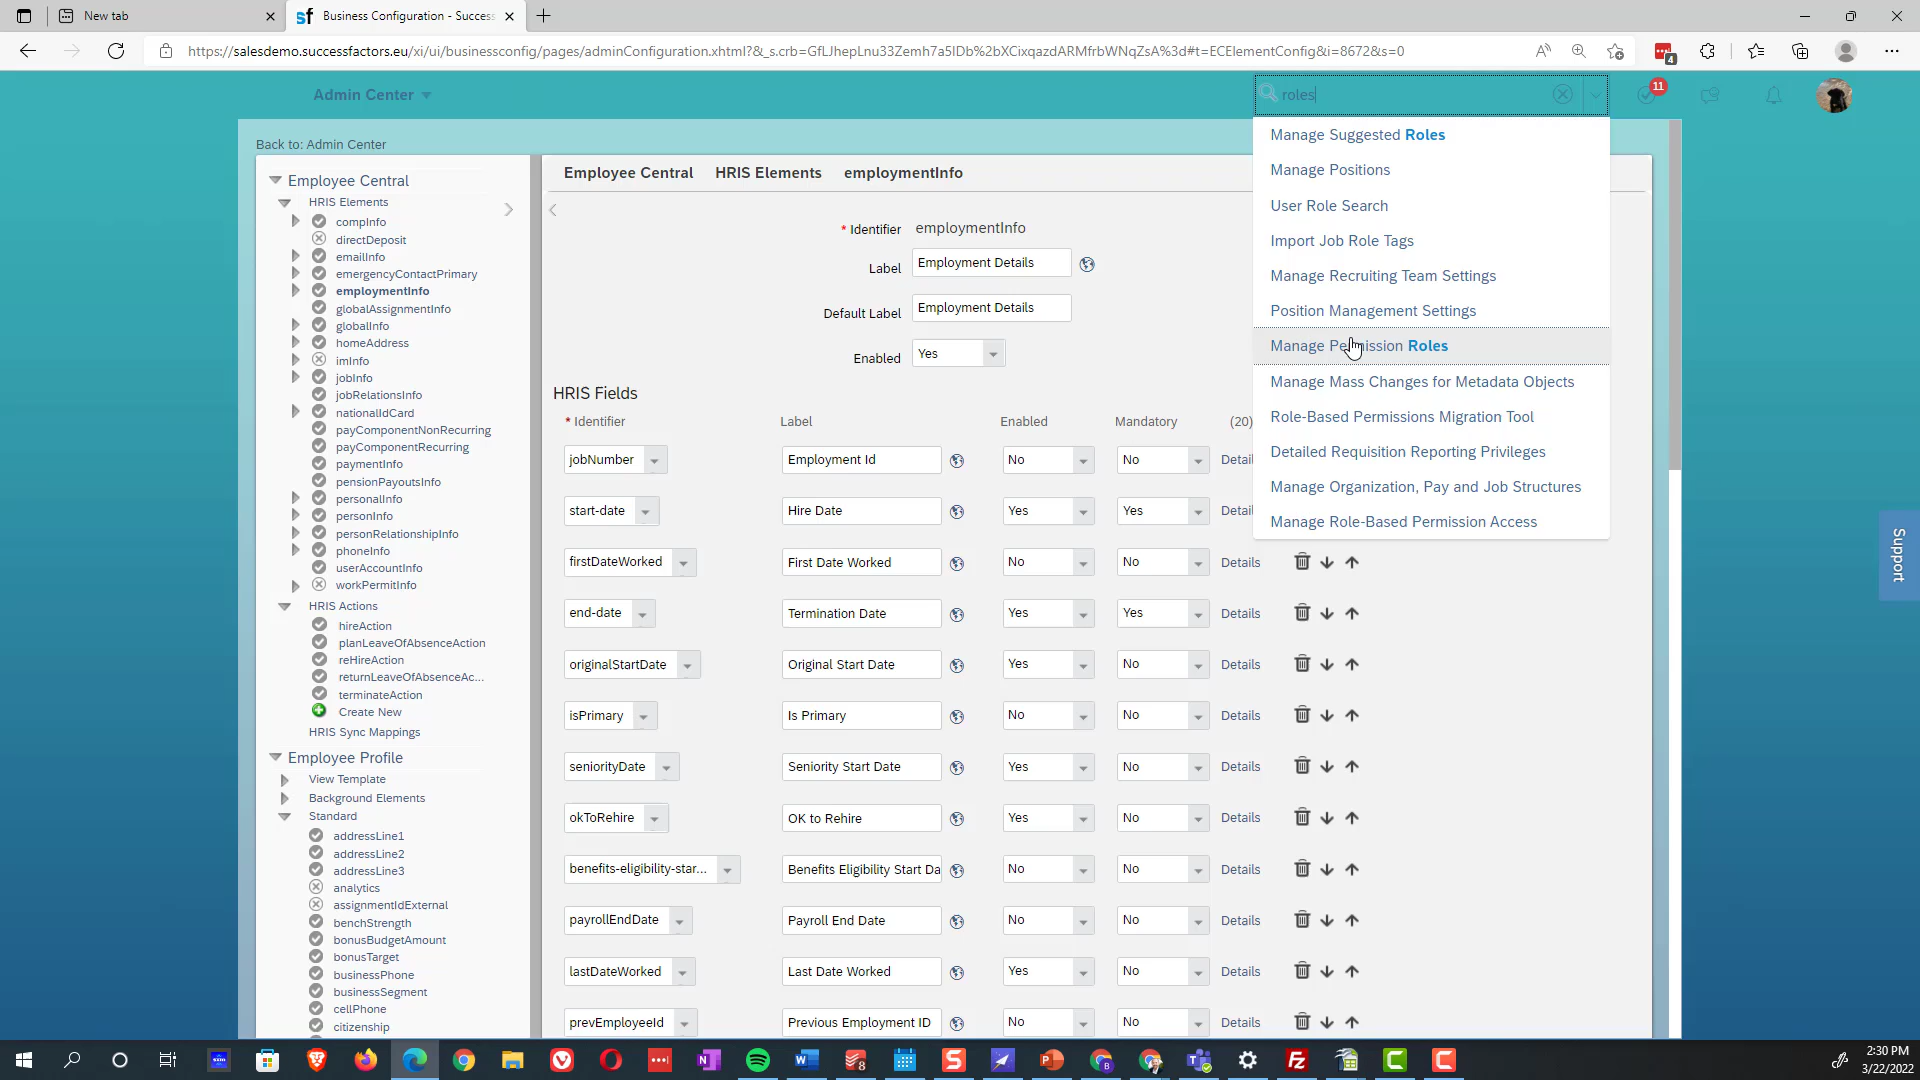 New tab
Business Configuration - Succes
https://salesdemo.successfactors.eu/xi/ui/businessconfig/pages/adminConfiguration.xhtml?&_s.crb=GfLJhepLnu33Zemh7a5IDb%2bXCixqazdARMfrbWNqZsA%3d#t=ECElementConfig&i=8672&s=0
4
Admin Center
roles
11
Back to: Admin Center
Employee Central
HRIS Elements
compInfo
directDeposit
emailInfo
emergencyContactPrimary
employmentInfo
globalAssignmentInfo
globalInfo
homeAddress
imInfo
jobInfo
jobRelationsInfo
nationalIdCard
payComponentNonRecurring
payComponentRecurring
paymentInfo
pensionPayoutsInfo
personalInfo
personInfo
personRelationshipInfo
phoneInfo
userAccountInfo
workPermitInfo
HRIS Actions
hireAction
planLeaveOfAbsenceAction
reHireAction
returnLeaveOfAbsenceAc...
terminateAction
Create New
HRIS Sync Mappings
Employee Profile
View Template
Background Elements
Standard
addressLine1
addressLine2
addressLine3
analytics
assignmentIdExternal
benchStrength
bonusBudgetAmount
bonusTarget
businessPhone
businessSegment
cellPhone
citizenship
Employee Central HRIS Elements employmentInfo
* Identifier employmentInfo
Label Employment Details
Default Label Employment Details
Enabled Yes
HRIS Fields
* Identifier Label Enabled Mandatory (20)
jobNumber Employment Id No No Detail
start-date Hire Date Yes Yes Detail
firstDateWorked First Date Worked No No Details
end-date Termination Date Yes Yes Details
originalStartDate Original Start Date Yes No Details
isPrimary Is Primary No No Details
seniorityDate Seniority Start Date Yes No Details
okToRehire OK to Rehire Yes No Details
benefits-eligibility-star... Benefits Eligibility Start Da No No Details
payrollEndDate Payroll End Date No No Details
lastDateWorked Last Date Worked Yes No Details
prevEmployeeId Previous Employment ID No No Details
Manage Suggested Roles
Manage Positions
User Role Search
Import Job Role Tags
Manage Recruiting Team Settings
Position Management Settings
Manage Permission Roles
Manage Mass Changes for Metadata Objects
Role-Based Permissions Migration Tool
Detailed Requisition Reporting Privileges
Manage Organization, Pay and Job Structures
Manage Role-Based Permission Access
Support
2:30 PM
3/22/2022